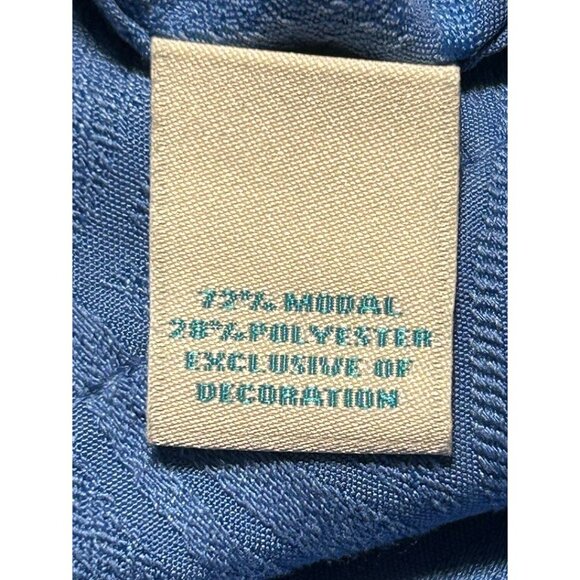 72% MODAL
28% POLYESTER
EXCLUSIVE OF
DECORATION